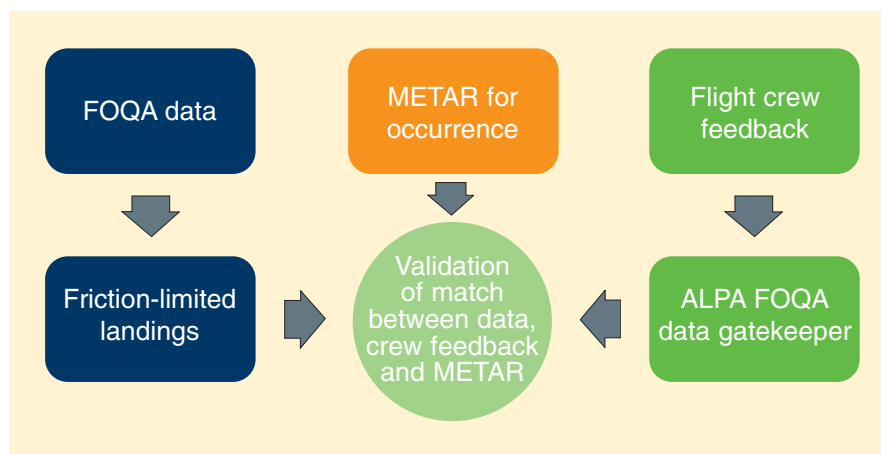 FOQA data
METAR for
occurrence
Flight crew
feedback
Friction-limited
landings
Validation
of match
between data,
crew feedback
and METAR
ALPA FOQA
data gatekeeper